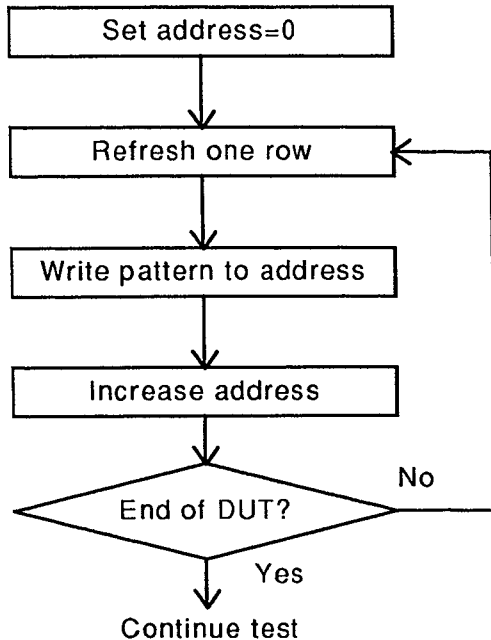 Set address=0
Refresh one row
Write pattern to address
Increase address
No
End of DUT?
Yes
Continue test